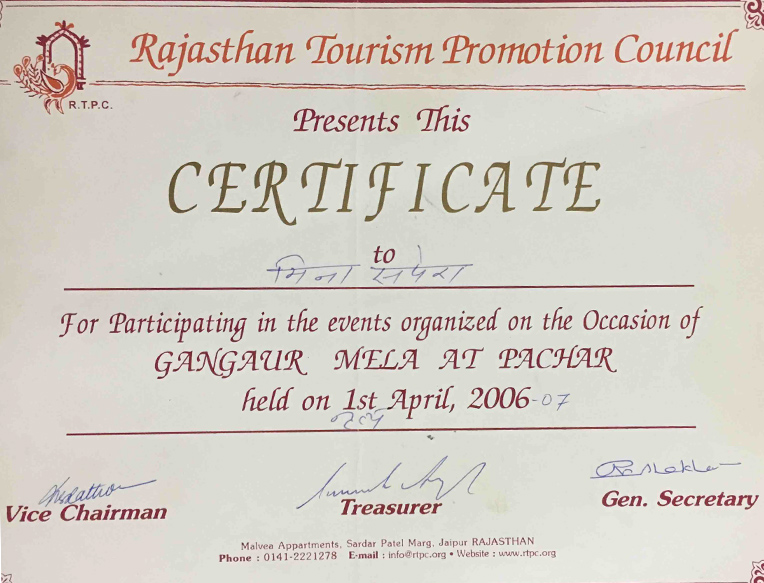 Rajasthan Tourism Promotion Council
R.T.P.C.
Presents This
CERTIFICATE
to
मिना सपेरा
For Participating in the events organized on the Occasion of
GANGAUR MELA AT PACHAR
held on 1st April, 2006-07
नृत्य
Vice Chairman
Treasurer
Gen. Secretary
Malvea Appartments, Sardar Patel Marg, Jaipur RAJASTHAN
Phone : 0141-2221278 E-mail : info@rtpc.org • Website : www.rtpc.org